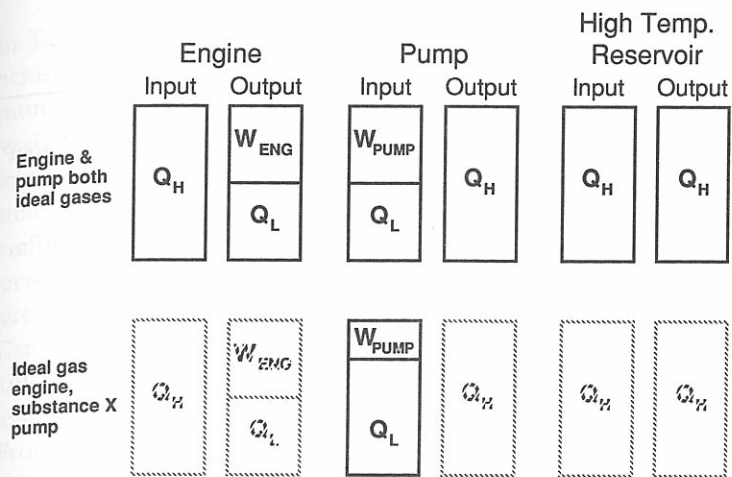 High Temp.
Engine Pump Reservoir
Input Output Input Output Input Output
Engine &
pump both
ideal gases
Q_H
W_ENG
Q_L
W_PUMP
Q_L
Q_H
Q_H
Q_H
Ideal gas
engine,
substance X
pump
Q_H
W_ENG
Q_L
W_PUMP
Q_L
Q_H
Q_H
Q_H